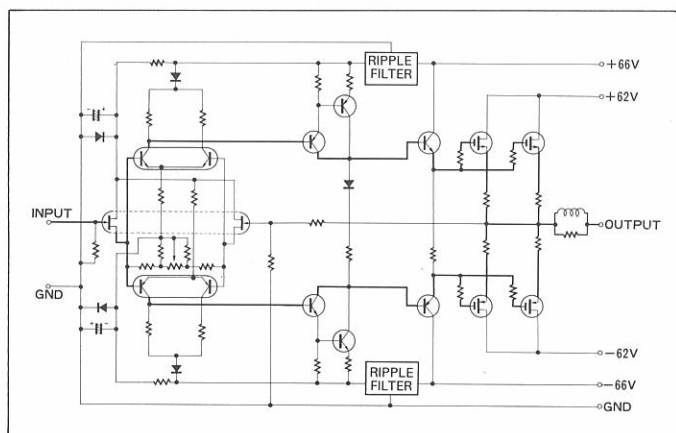 RIPPLE
FILTER
+66V
+62V
INPUT
OUTPUT
GND
-62V
RIPPLE
FILTER
-66V
GND